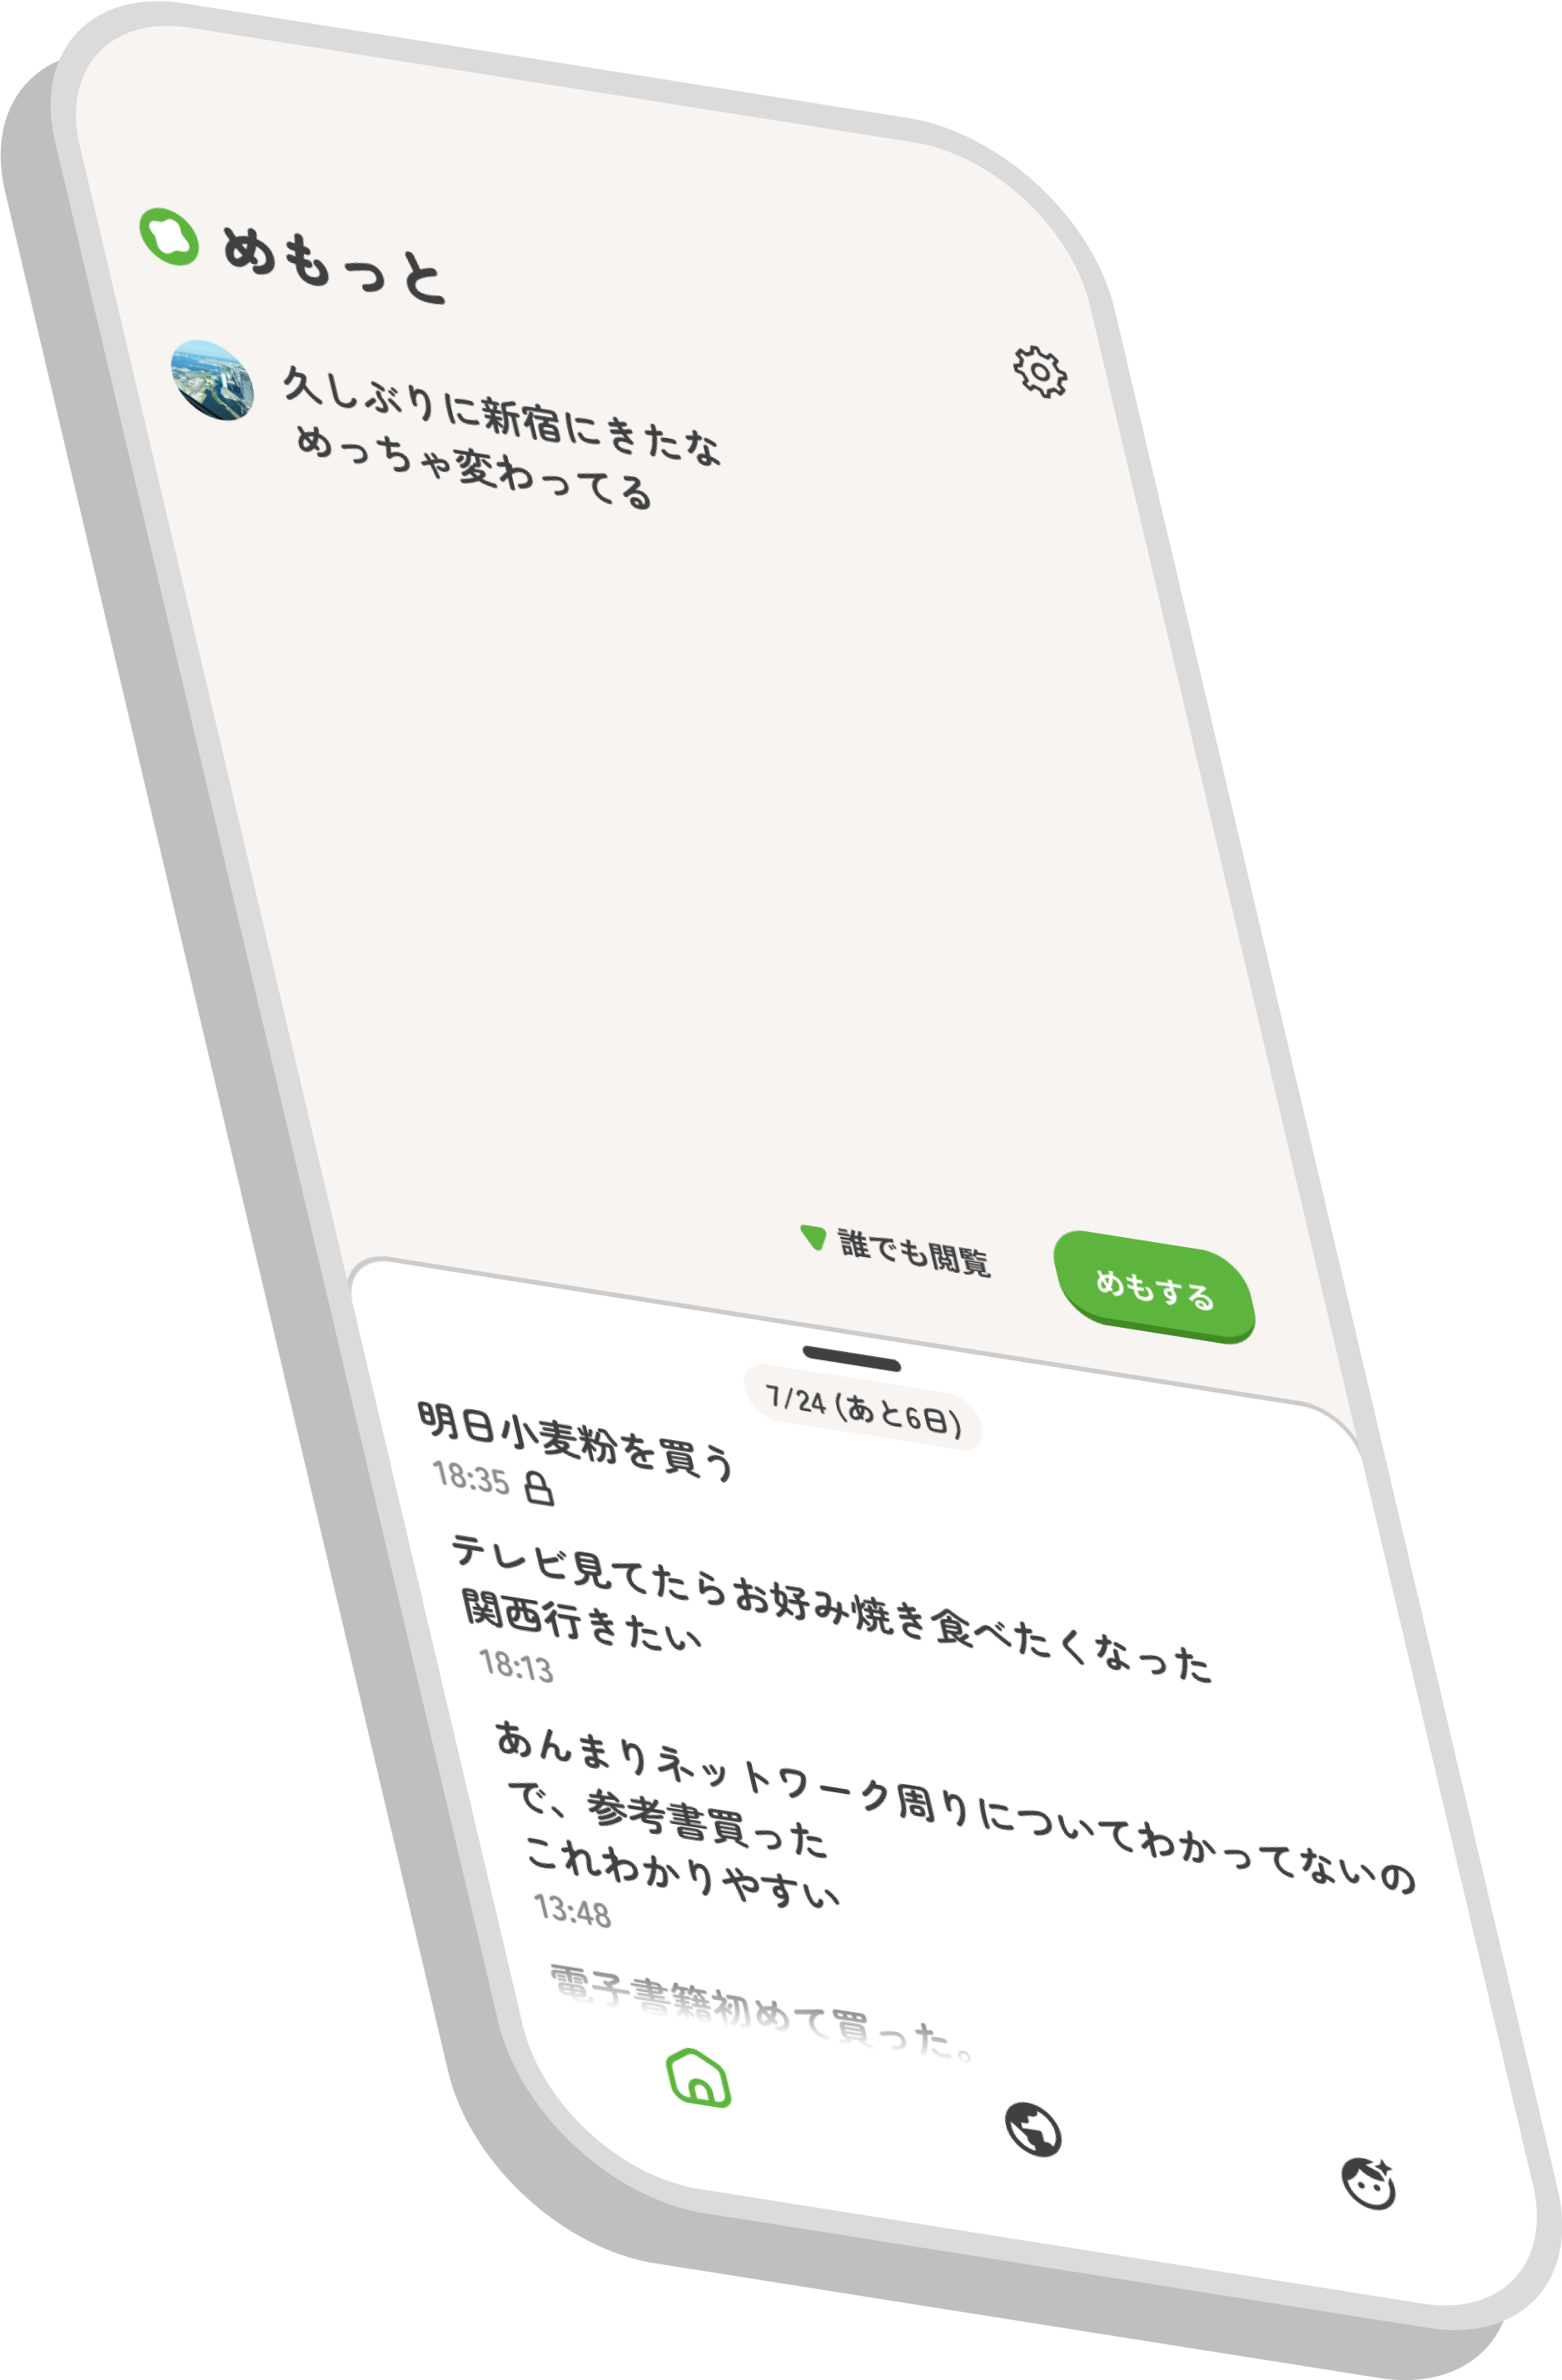 めもっと
久しぶりに新宿にきたな
めっちゃ変わってる
誰でも閲覧
めもする
7/24 (あと6日)
明日小麦粉を買う
18:35
テレビ見てたらお好み焼き食べたくなった
関西行きたい
18:13
あんまりネットワーク周りについてわかってないの
で、参考書買った
これわかりやすい
13:48
電子書籍初めて買った。